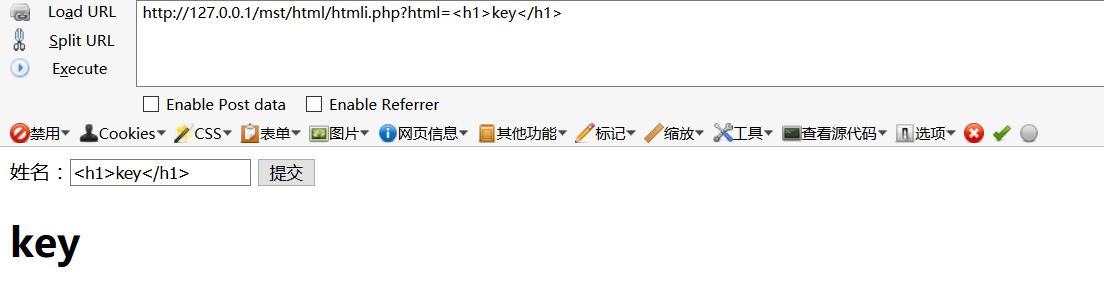 Load URL http://127.0.0.1/mst/html/htmli.php?html=<h1>key</h1>
Split URL
Execute
Enable Post data Enable Referrer
禁用 Cookies CSS 表单 图片 网页信息 其他功能 标记 缩放 工具 查看源代码 选项
姓名：<h1>key</h1> 提交
key